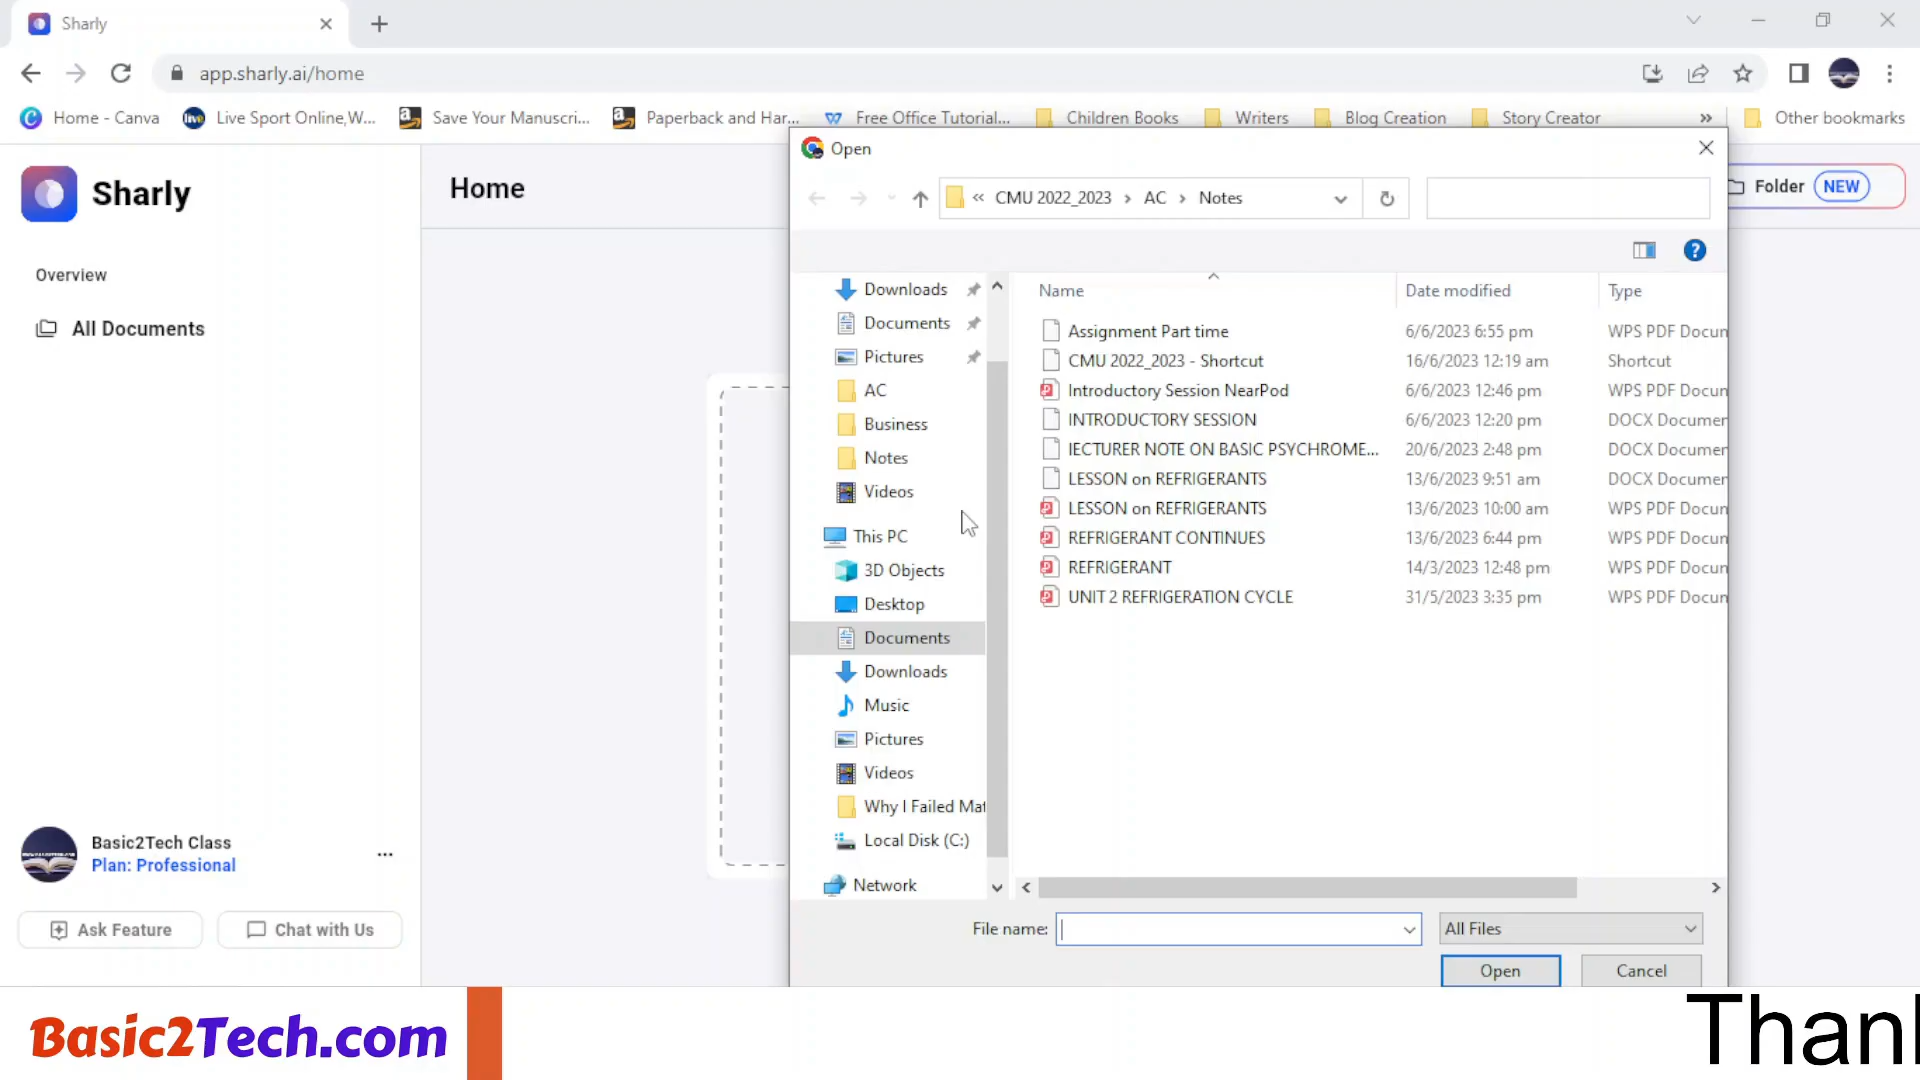 Sharly
app.sharly.ai/home
Home - Canva
Live Sport Online,W...
Save Your Manuscri...
Paperback and Har...
Free Office Tutorial...
Children Books
Writers
Blog Creation
Story Creator
»
Other bookmarks
Sharly
Overview
All Documents
Home
Folder NEW
Open
« CMU 2022_2023 › AC › Notes
Downloads
Documents
Pictures
AC
Business
Notes
Videos
This PC
3D Objects
Desktop
Documents
Downloads
Music
Pictures
Videos
Why I Failed Mat
Local Disk (C:)
Network
Name Date modified Type
Assignment Part time 6/6/2023 6:55 pm WPS PDF Docun
CMU 2022_2023 - Shortcut 16/6/2023 12:19 am Shortcut
Introductory Session NearPod 6/6/2023 12:46 pm WPS PDF Docun
INTRODUCTORY SESSION 6/6/2023 12:20 pm DOCX Documer
lECTURER NOTE ON BASIC PSYCHROME... 20/6/2023 2:48 pm DOCX Documer
LESSON on REFRIGERANTS 13/6/2023 9:51 am DOCX Documer
LESSON on REFRIGERANTS 13/6/2023 10:00 am WPS PDF Docun
REFRIGERANT CONTINUES 13/6/2023 6:44 pm WPS PDF Docun
REFRIGERANT 14/3/2023 12:48 pm WPS PDF Docun
UNIT 2 REFRIGERATION CYCLE 31/5/2023 3:35 pm WPS PDF Docun
File name: All Files
Open Cancel
Basic2Tech Class
Plan: Professional
Ask Feature
Chat with Us
Basic2Tech.com
Than